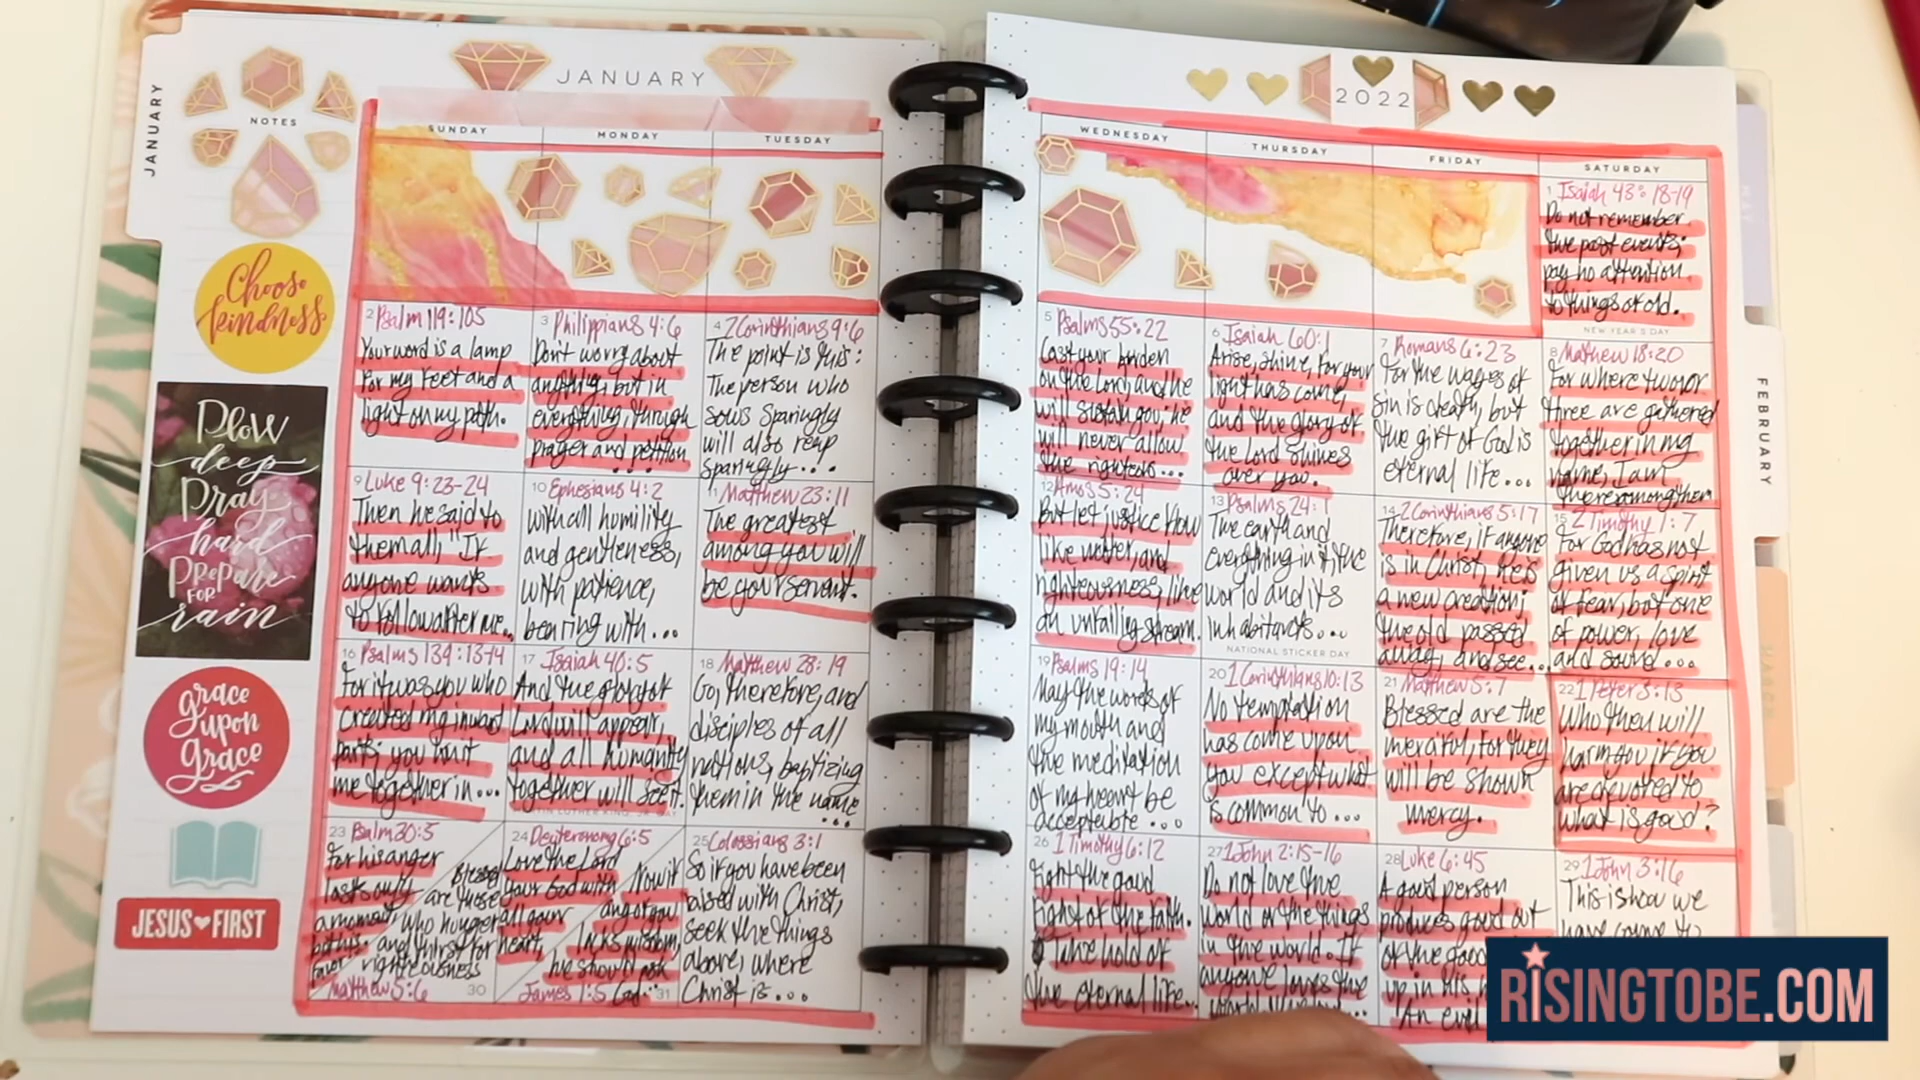 JANUARY
JANUARY
NOTES
Choose
kindness
Plow
deep
Pray
hard
PREPARE
FOR
rain
grace
upon
grace
JESUS FIRST
SUNDAY
MONDAY
TUESDAY
2 Psalm 119:105
Your word is a lamp
for my feet and a
light on my path.
3 Philippians 4:6
Don't worry about
anything, but in
everything, through
prayer and petition
...
4 2 Corinthians 9:6
The point is this:
The person who
sows sparingly
will also reap
sparingly...
9 Luke 9:23-24
Then he said to
them all, "If
anyone wants
to follow after me...
10 Ephesians 4:2
with all humility
and gentleness,
with patience,
bearing with...
11 Matthew 23:11
The greatest
among you will
be your servant.
16 Psalms 139:13-14
For it was you who
created my inward
parts; you knit
me together in...
17 Isaiah 40:5
And the glory of
Lord will appear,
and all humanity
together will see it.
18 Matthew 28:19
Go, therefore, and
disciples of all
nations, baptizing
them in the name
...
23 Psalm 30:5
For his anger
lasts only
a moment,
but his
favor
Blessed
are those
who hunger
and thirst for
righteousness
Matthew 5:6 30
24 Deuteronomy 6:5
Love the Lord
your God with
all your
heart,
Now if
any of you
lacks wisdom,
he should ask
God...
James 1:5 31
25 Colossians 3:1
So if you have been
raised with Christ,
seek the things
above, where
Christ is...
2022
WEDNESDAY
THURSDAY
FRIDAY
SATURDAY
1 Isaiah 43:18-19
Do not remember
the past events;
pay no attention
to things of old.
NEW YEAR'S DAY
5 Psalms 55:22
Cast your burden
on the Lord, and he
will sustain you; he
will never allow
the righteous...
6 Isaiah 60:1
Arise, shine, for your
light has come,
and the glory of
the Lord shines
over you.
7 Romans 6:23
For the wages of
sin is death, but
the gift of God is
eternal life...
8 Mathew 18:20
For where two or
three are gathered
together in my
name, I am
there among them
12 Amos 5:24
But let justice flow
like water, and
righteousness, like
an unfailing stream.
13 Psalms 24:1
The earth and
everything in it, the
world and its
inhabitants...
NATIONAL STICKER DAY
14 2 Corinthians 5:17
Therefore, if anyone
is in Christ, he is
a new creation;
the old passed
away, and see...
15 2 Timothy 1:7
For God has not
given us a spirit
of fear, but one
of power, love
and sound...
19 Psalms 19:14
May the words of
my mouth and
the meditation
of my heart be
acceptable...
20 1 Corinthians 10:13
No temptation
has come upon
you except what
is common to...
21 Matthew 5:7
Blessed are the
merciful, for they
will be shown
mercy.
22 1 Peter 3:13
Who then will
harm you if you
are devoted to
what is good?
26 1 Timothy 6:12
Fight the good
fight of the faith.
Take hold of
the eternal life...
27 1 John 2:15-16
Do not love the
world or the things
in the world. If
anyone loves the
28 Luke 6:45
A good person
produces good out
of the good
up in his
An evil
29 1 John 3:16
This is how we
have come to
FEBRUARY
MARCH
MAY
RISINGTOBE.COM